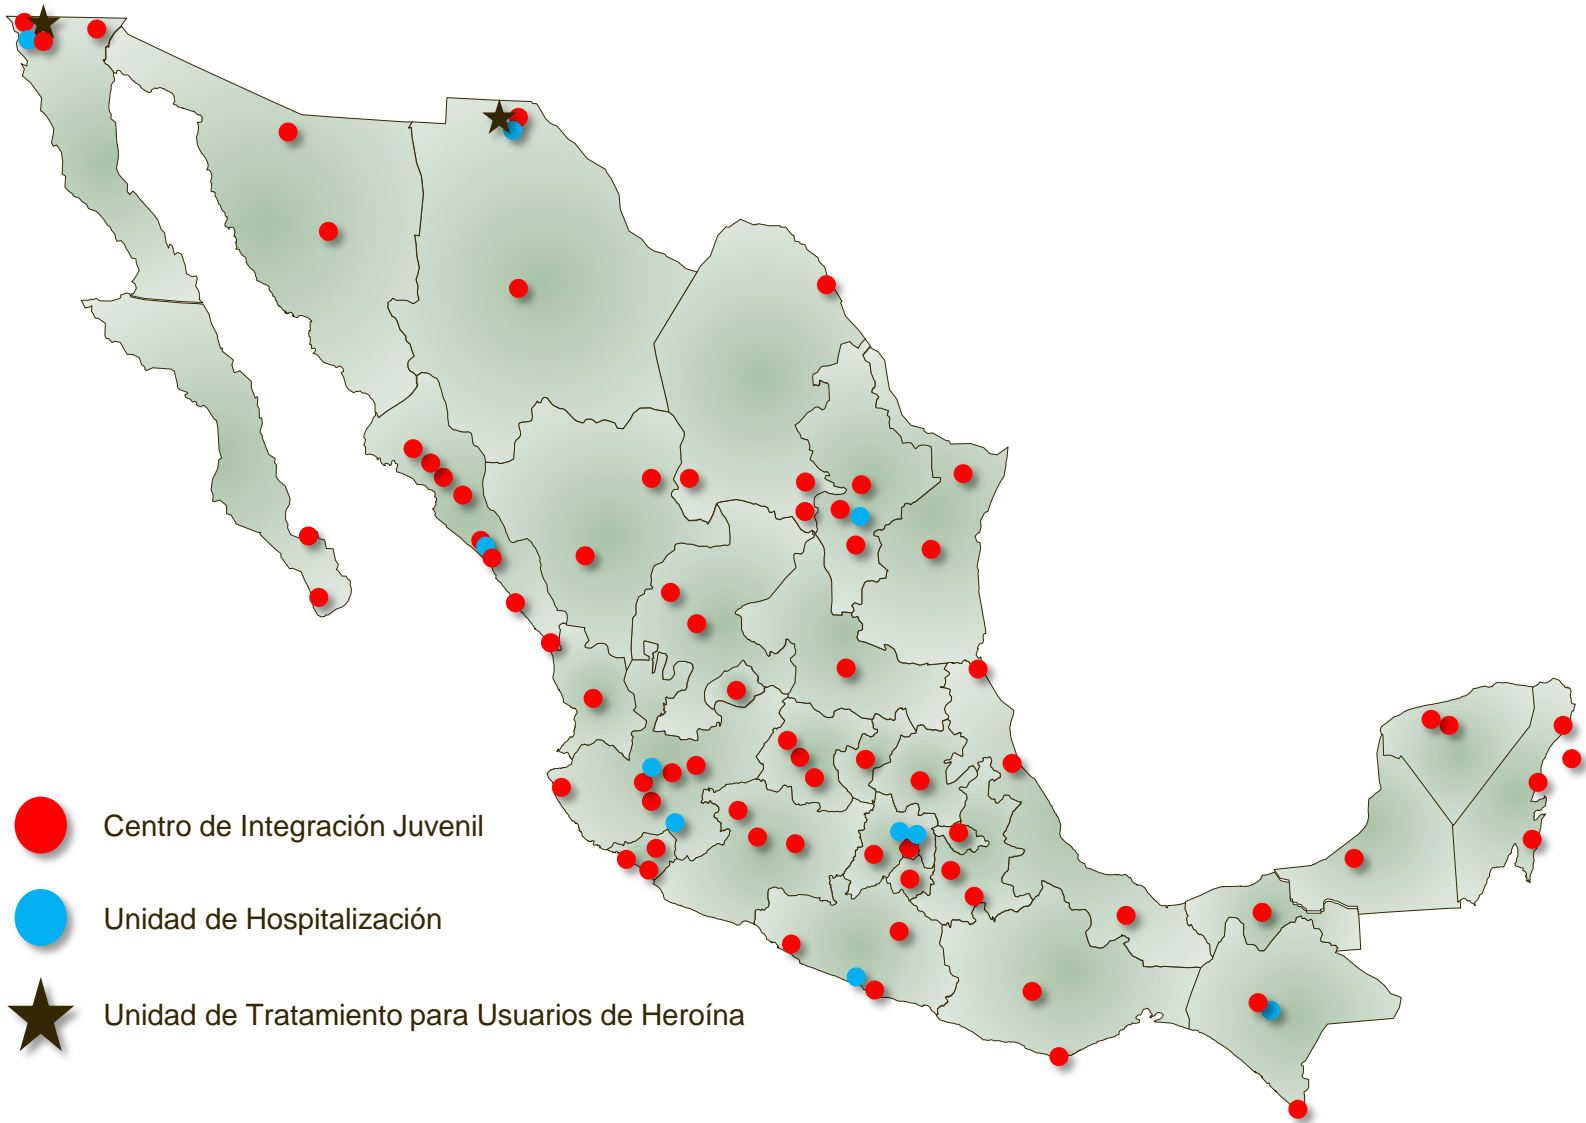 Centro de Integración Juvenil
Unidad de Hospitalización
Unidad de Tratamiento para Usuarios de Heroína